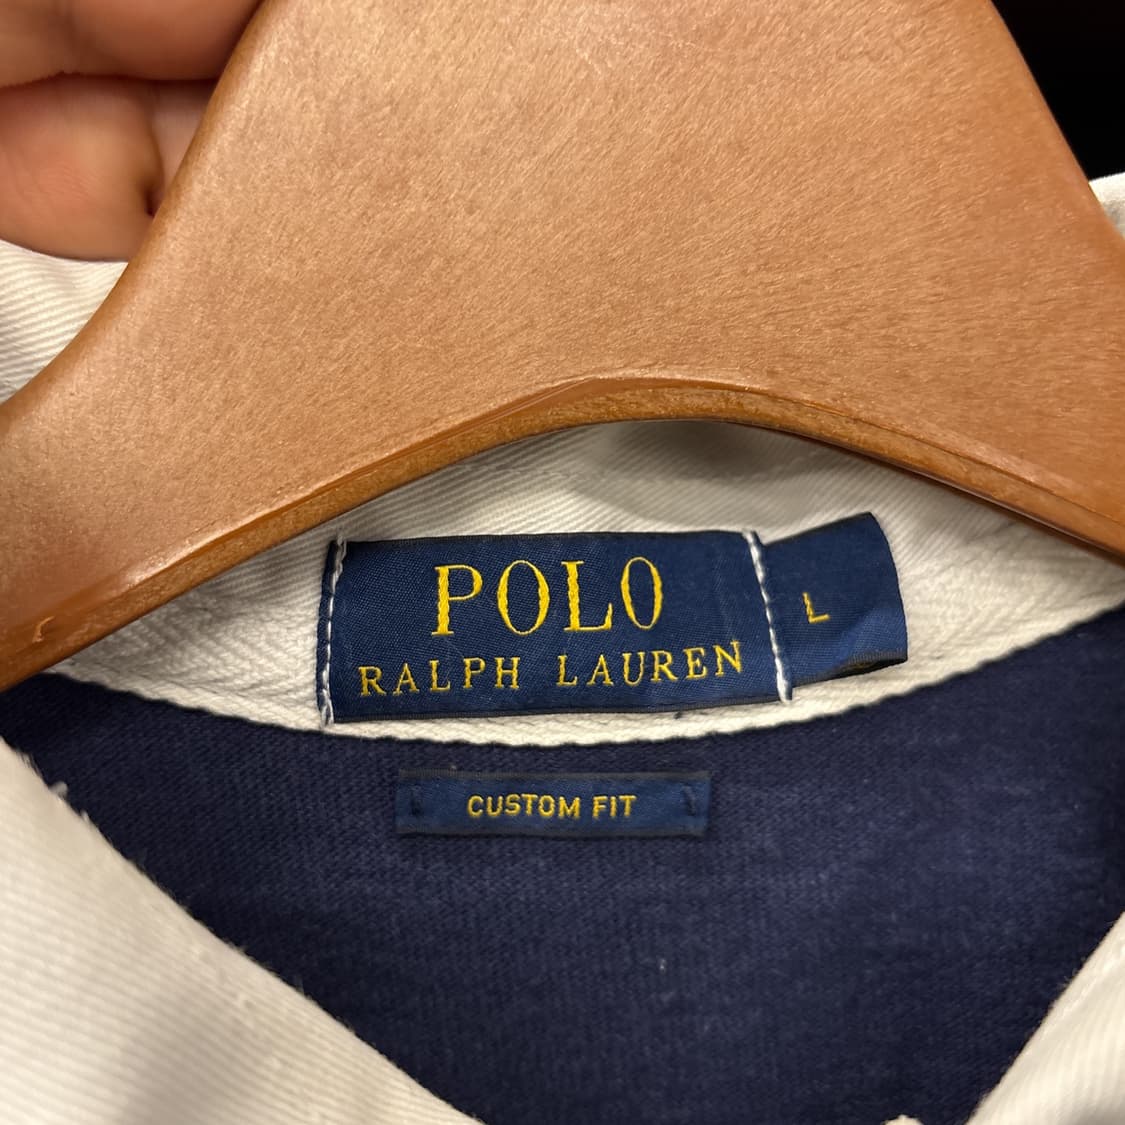 POLO
RALPH LAUREN
L
CUSTOM FIT